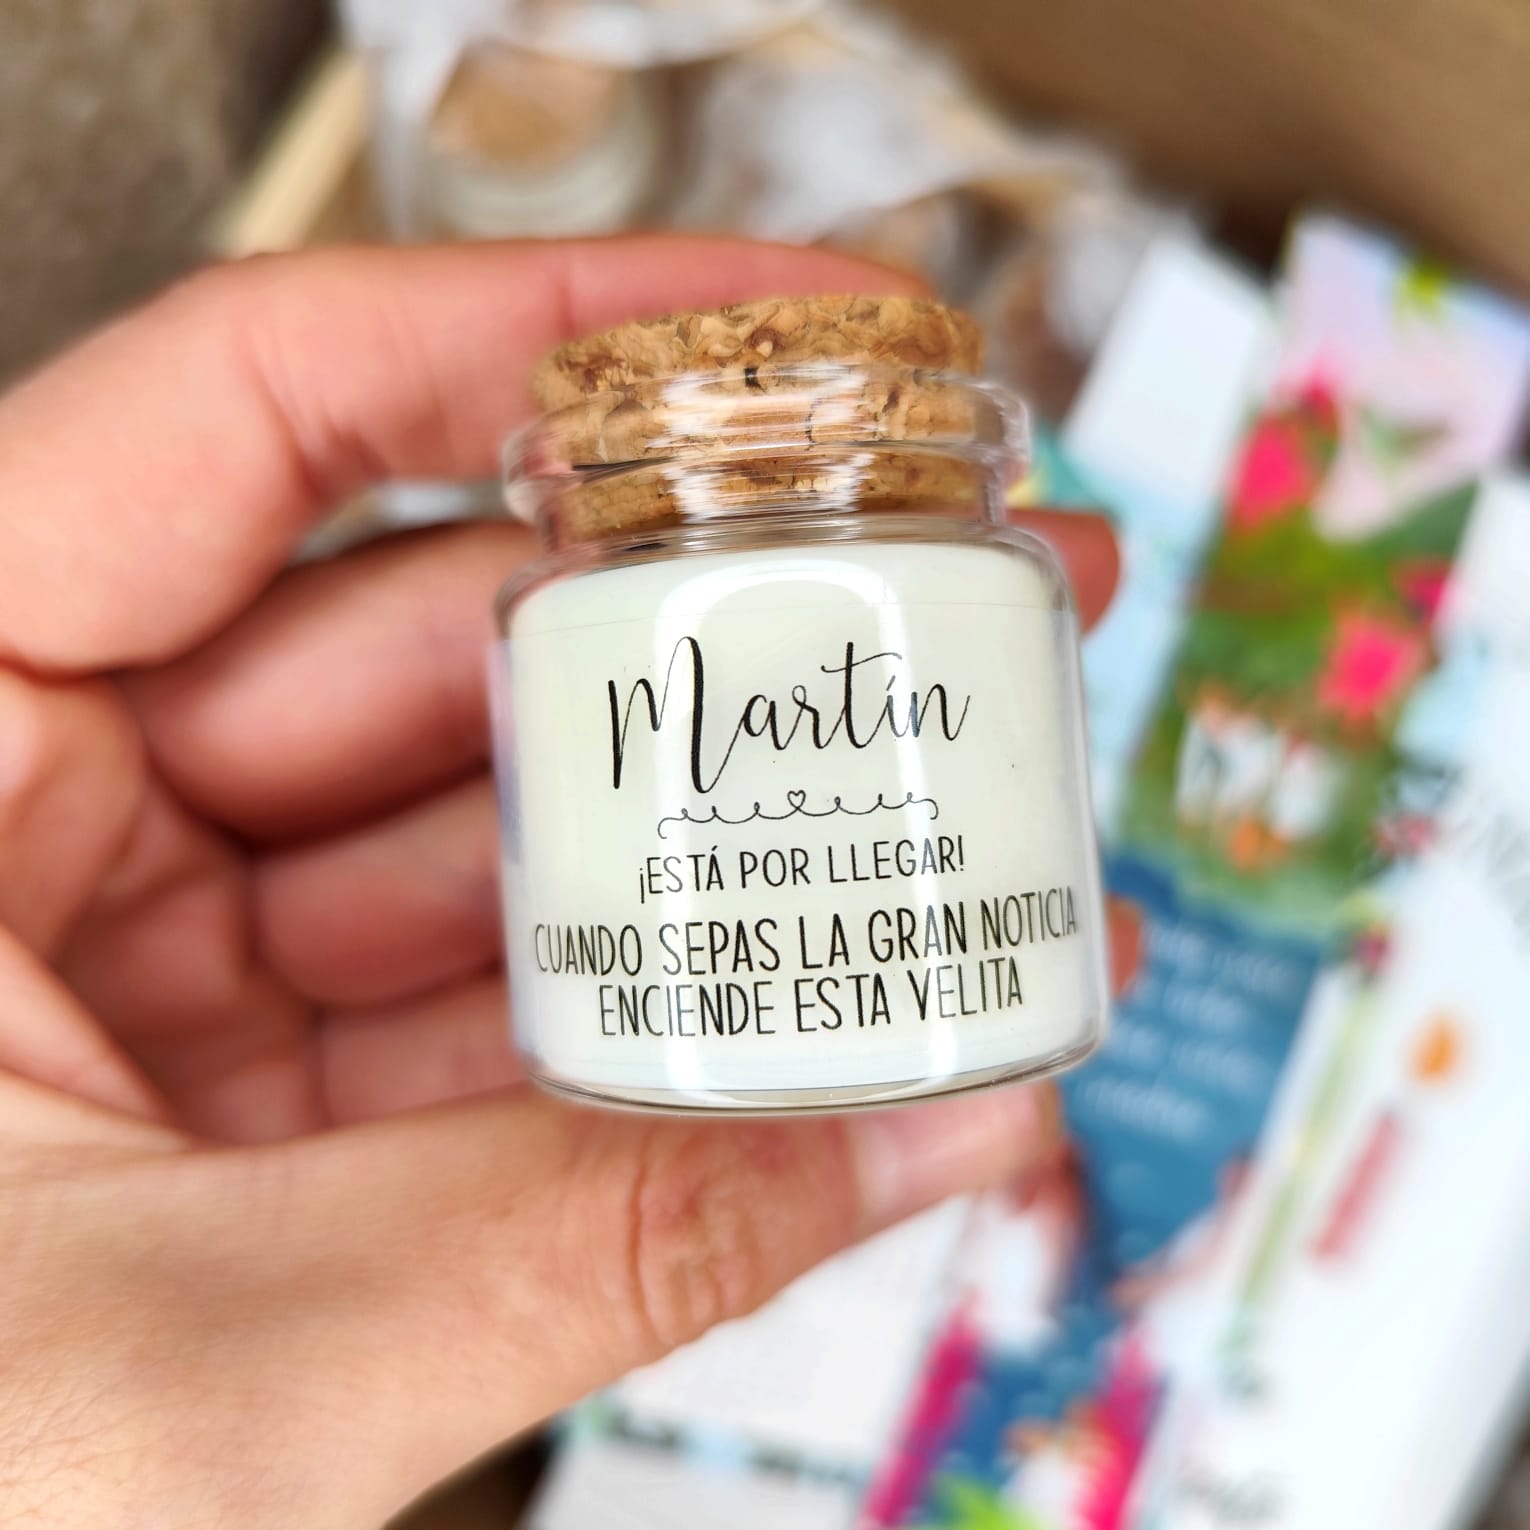 Martín
¡ESTÁ POR LLEGAR!
CUANDO SEPAS LA GRAN NOTICIA
ENCIENDE ESTA VELITA